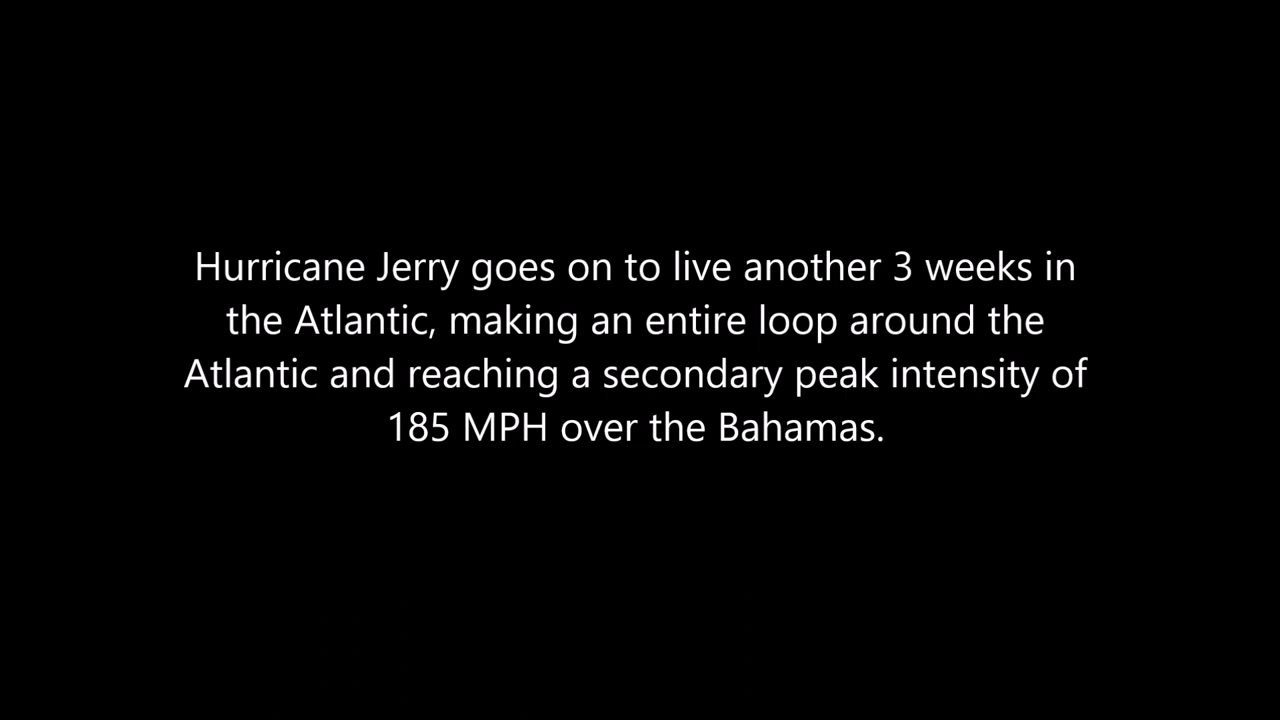 Hurricane Jerry goes on to live another 3 weeks in
the Atlantic, making an entire loop around the
Atlantic and reaching a secondary peak intensity of
185 MPH over the Bahamas.